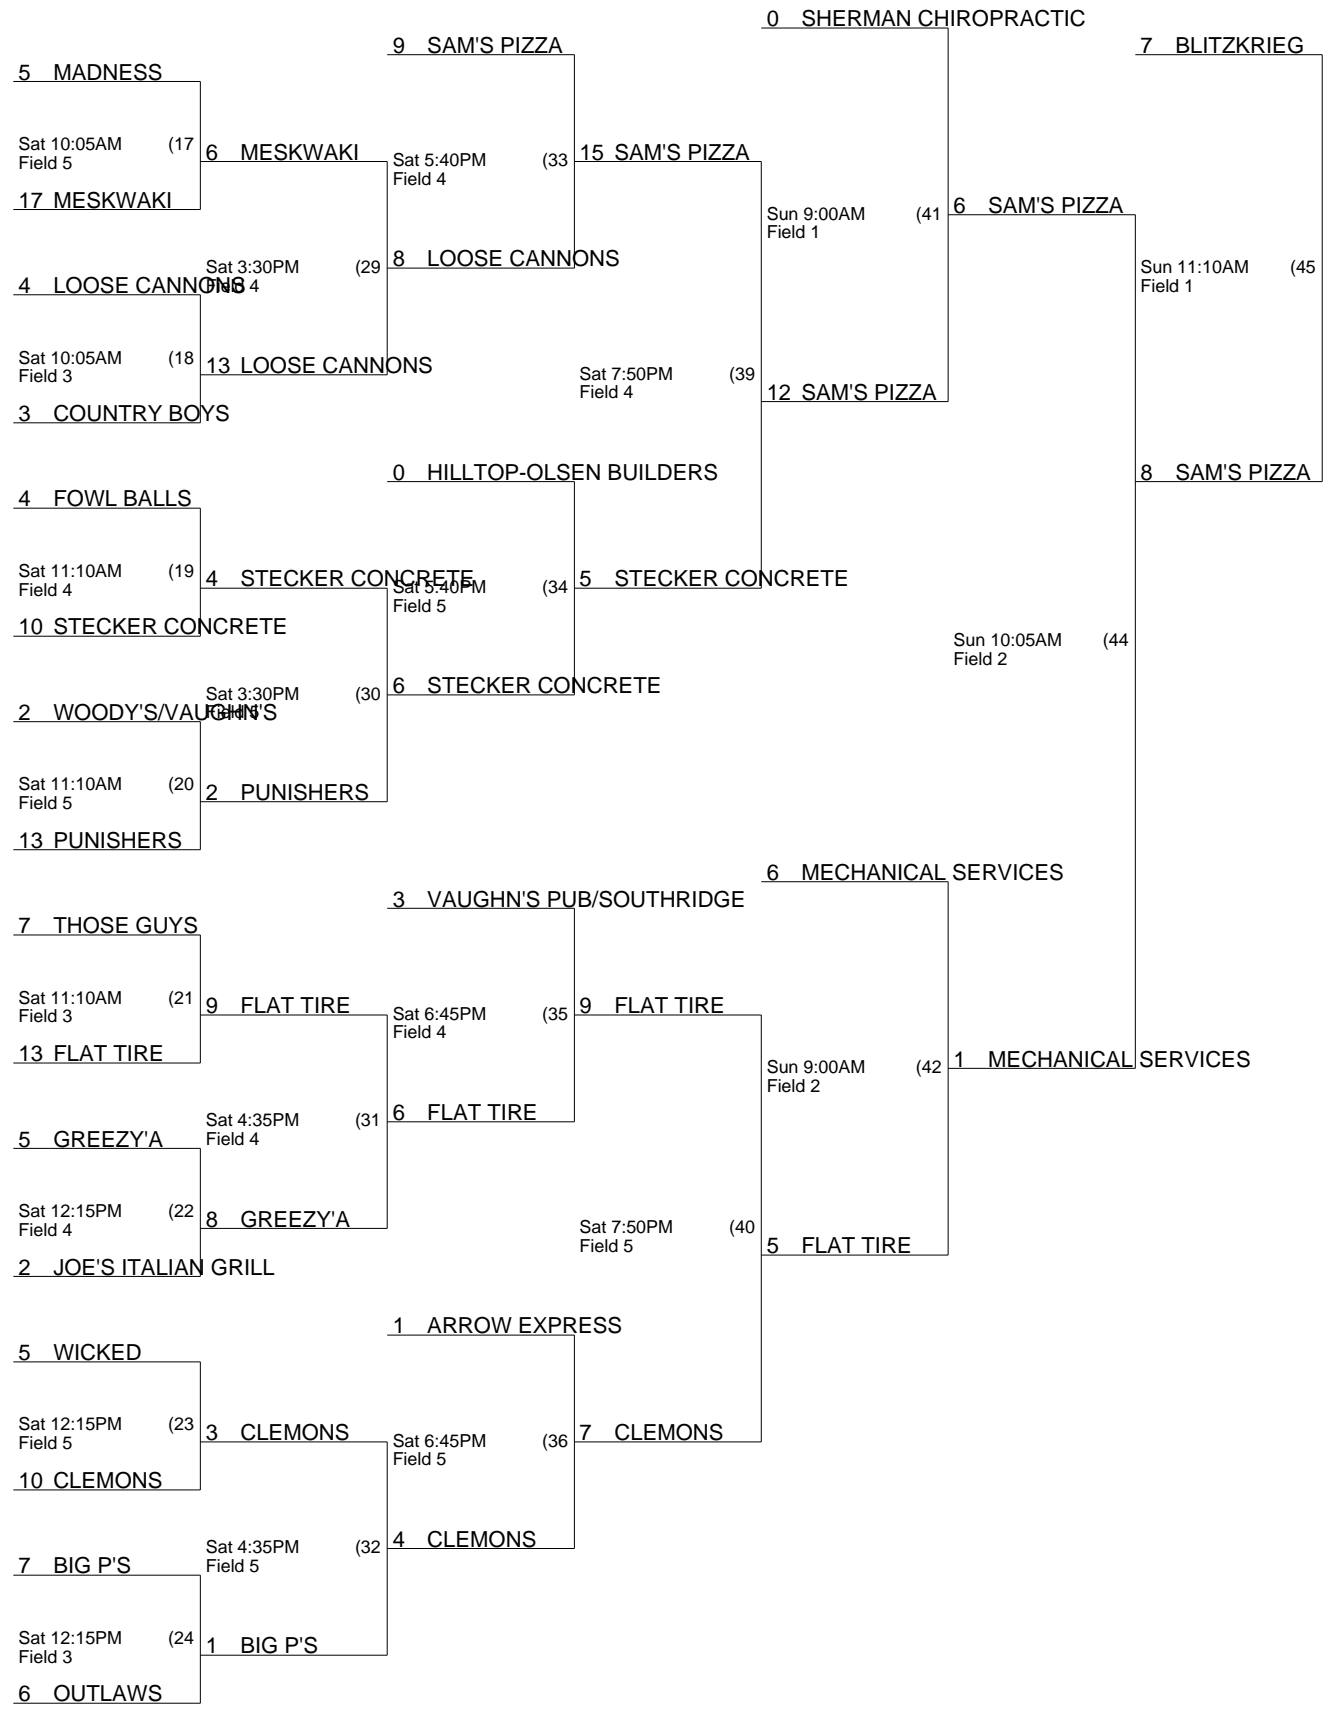 0 SHERMAN CHIROPRACTIC
9 SAM'S PIZZA
7 BLITZKRIEG
5 MADNESS
Sat 10:05AM (17
Field 5
6 MESKWAKI
Sat 5:40PM (33
Field 4
15 SAM'S PIZZA
17 MESKWAKI
Sun 9:00AM (41
Field 1
6 SAM'S PIZZA
Sat 3:30PM (29
Field 4
8 LOOSE CANNONS
Sun 11:10AM (45
Field 1
4 LOOSE CANNONS
Sat 10:05AM (18
Field 3
13 LOOSE CANNONS
Sat 7:50PM (39
Field 4
12 SAM'S PIZZA
3 COUNTRY BOYS
0 HILLTOP-OLSEN BUILDERS
8 SAM'S PIZZA
4 FOWL BALLS
Sat 11:10AM (19
Field 4
4 STECKER CONCRETE
Sat 5:40PM (34
Field 5
5 STECKER CONCRETE
10 STECKER CONCRETE
Sun 10:05AM (44
Field 2
Sat 3:30PM (30
Field 5
6 STECKER CONCRETE
2 WOODY'S/VAUGHN'S
Sat 11:10AM (20
Field 5
2 PUNISHERS
13 PUNISHERS
6 MECHANICAL SERVICES
3 VAUGHN'S PUB/SOUTHRIDGE
7 THOSE GUYS
Sat 11:10AM (21
Field 3
9 FLAT TIRE
Sat 6:45PM (35
Field 4
9 FLAT TIRE
13 FLAT TIRE
Sun 9:00AM (42
Field 2
1 MECHANICAL SERVICES
Sat 4:35PM (31
Field 4
6 FLAT TIRE
5 GREEZY'A
Sat 12:15PM (22
Field 4
8 GREEZY'A
Sat 7:50PM (40
Field 5
5 FLAT TIRE
2 JOE'S ITALIAN GRILL
1 ARROW EXPRESS
5 WICKED
Sat 12:15PM (23
Field 5
3 CLEMONS
Sat 6:45PM (36
Field 5
7 CLEMONS
10 CLEMONS
Sat 4:35PM (32
Field 5
4 CLEMONS
7 BIG P'S
Sat 12:15PM (24
Field 3
1 BIG P'S
6 OUTLAWS